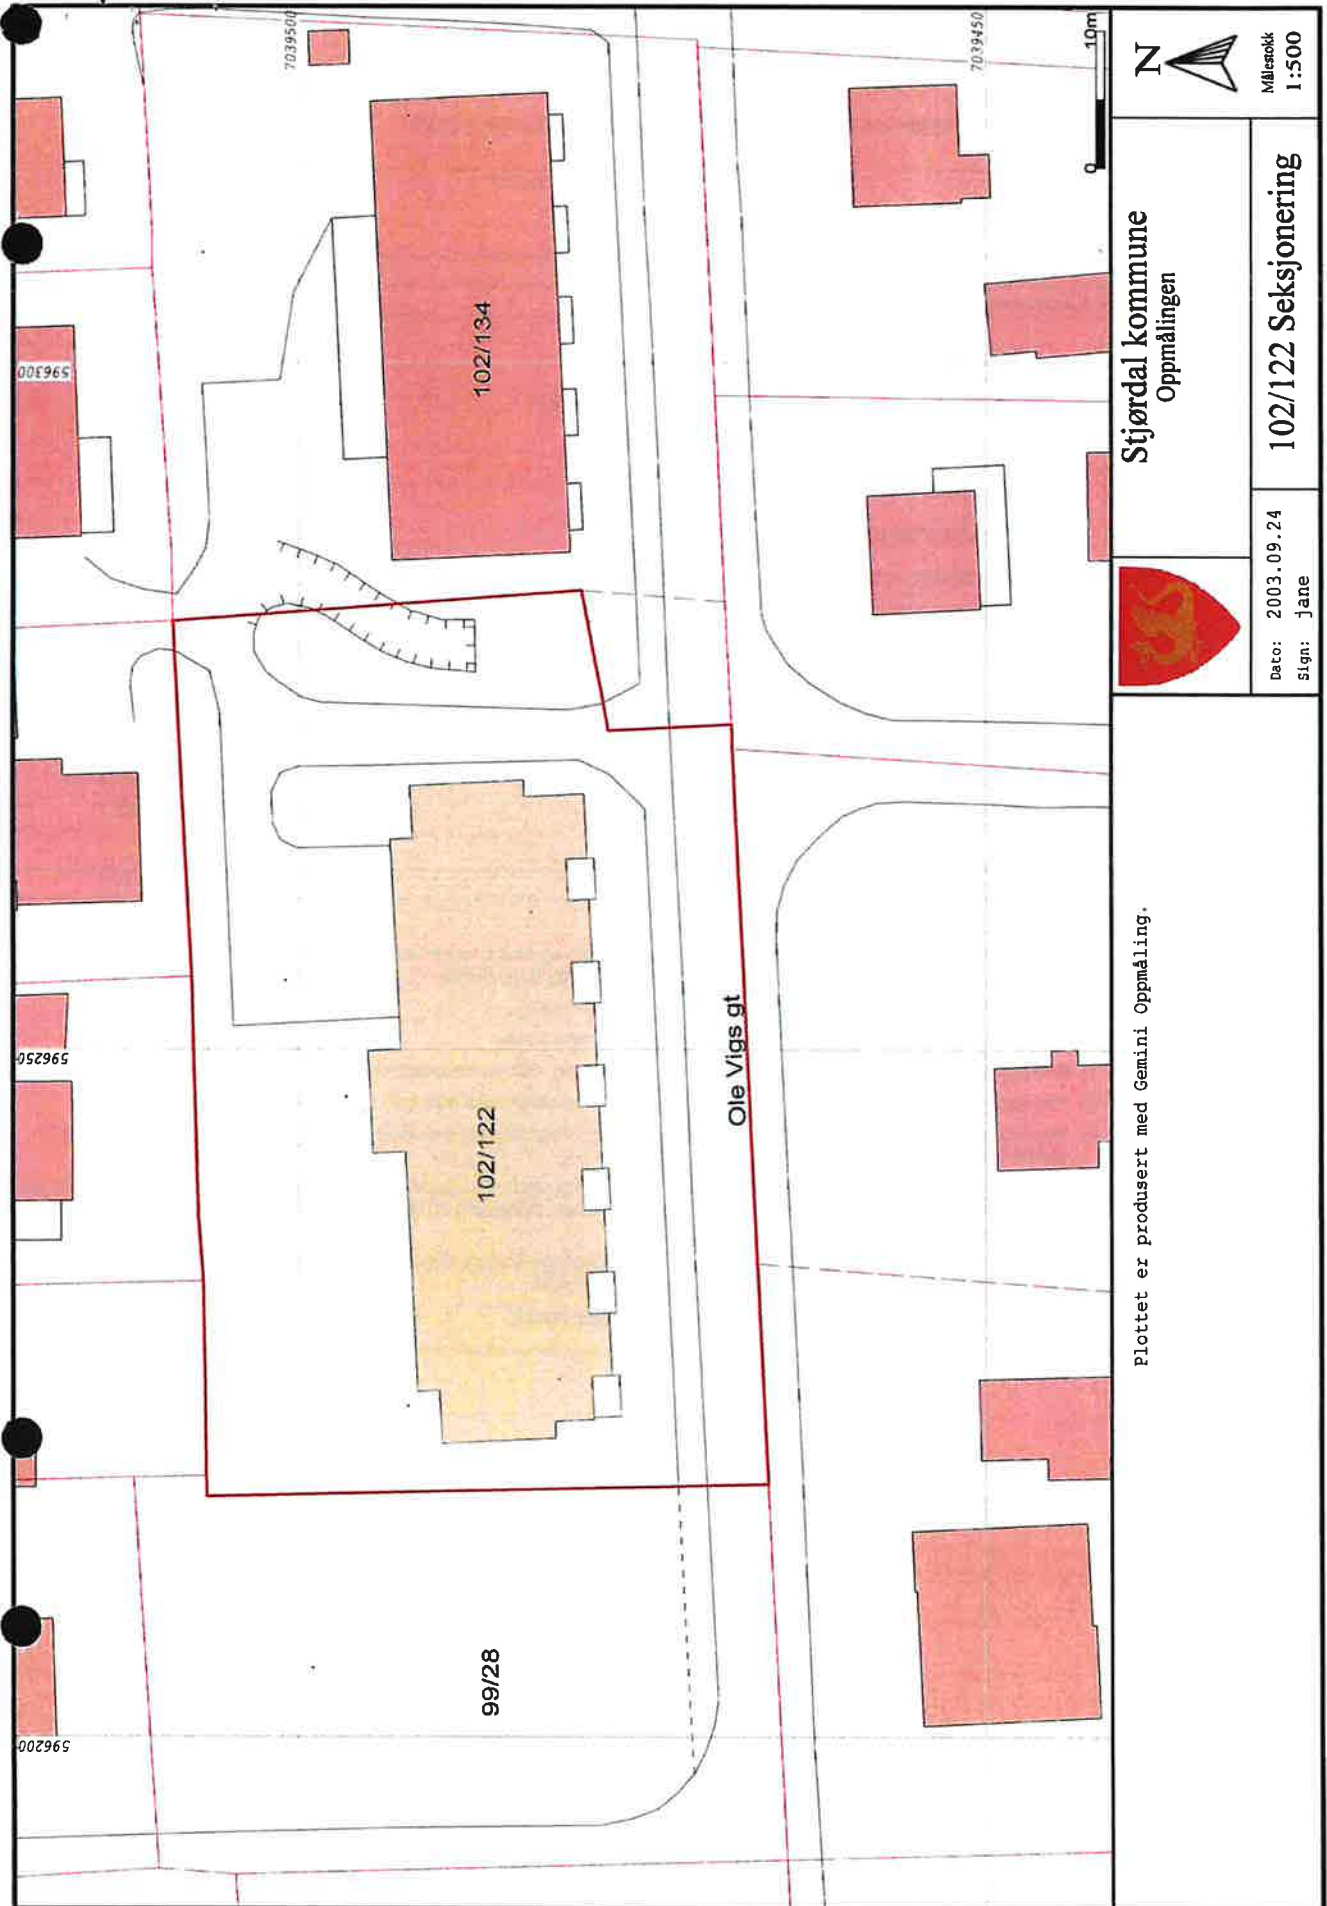 7039500
7039450
596300
596250
596200
102/134
102/122
99/28
Ole Vigs gt
0
10m
Plottet er produsert med Gemini Oppmåling.
Stjørdal kommune
Oppmålingen
N
Dato: 2003.09.24
Sign: jane
102/122 Seksjonering
Målestokk
1:500